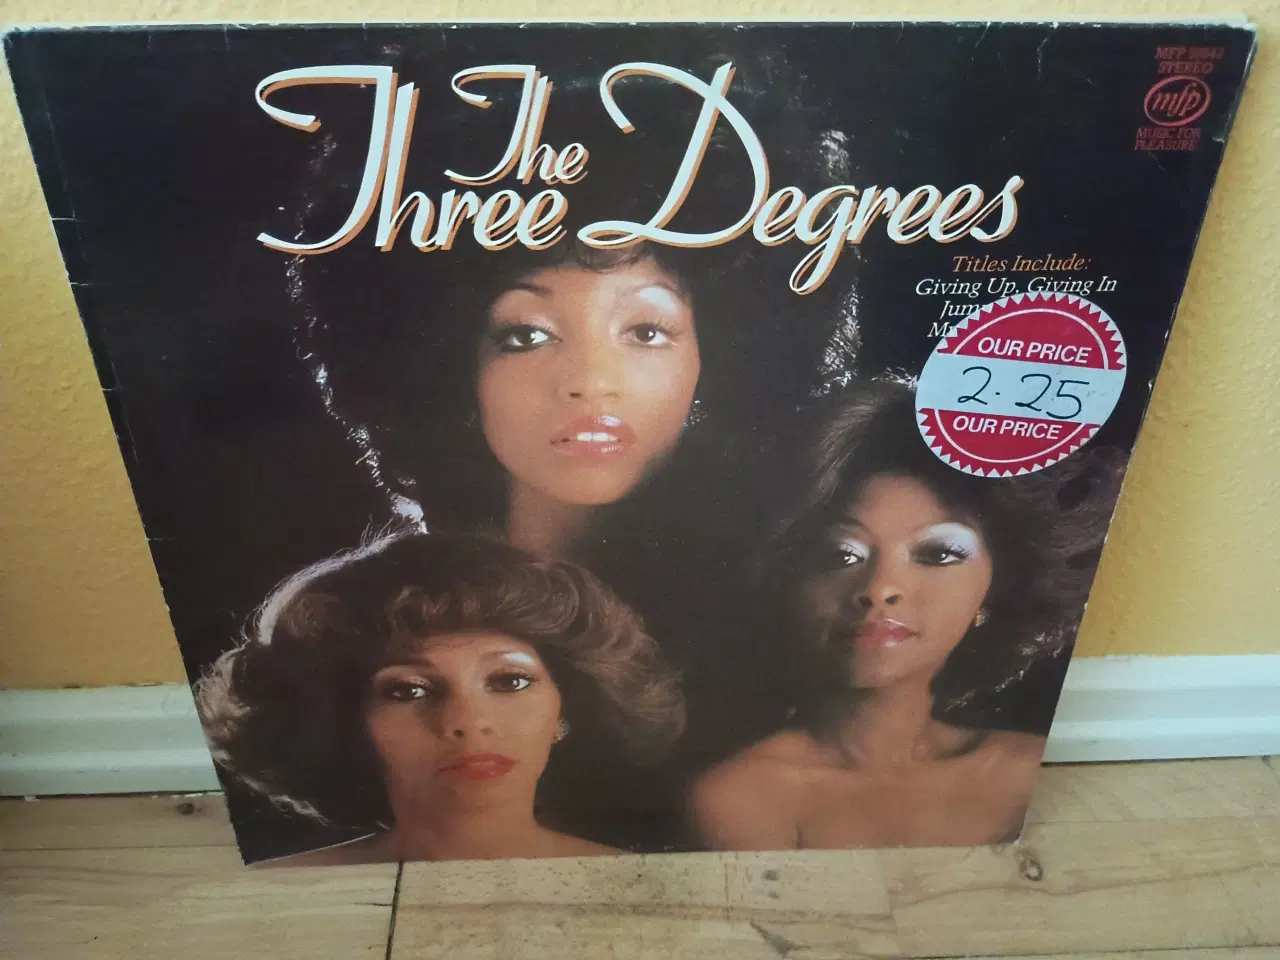 The
Three Degrees
MFP
STEREO
mfp
MUSIC FOR
PLEASURE
Titles Include:
Giving Up, Giving In
OUR PRICE
2.25
OUR PRICE